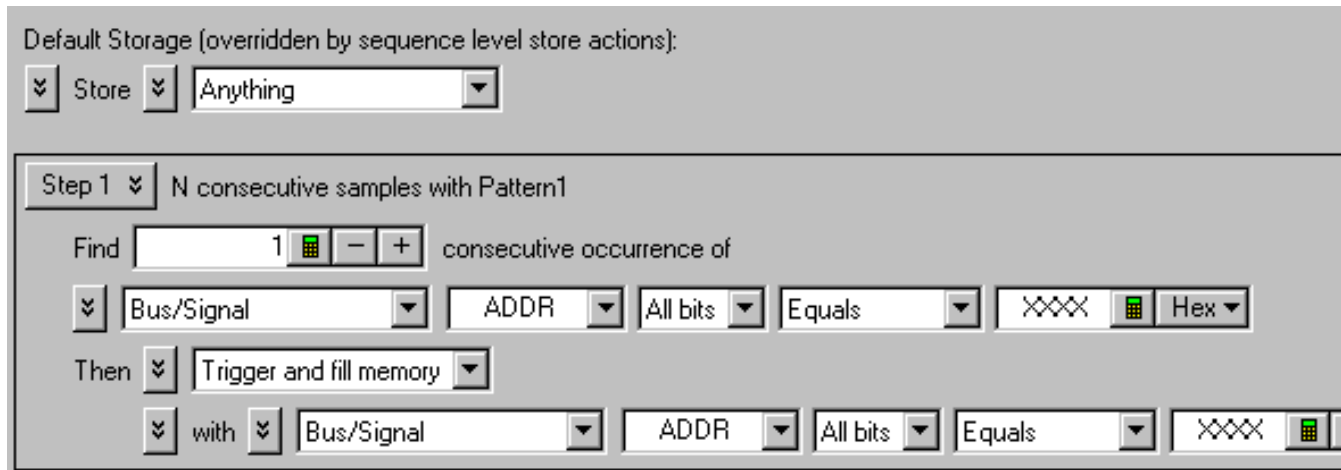 Default Storage (overridden by sequence level store actions):
Store Anything
Step 1 N consecutive samples with Pattern1
Find 1 - + consecutive occurrence of
Bus/Signal ADDR All bits Equals XXXX Hex
Then Trigger and fill memory
with Bus/Signal ADDR All bits Equals XXXX